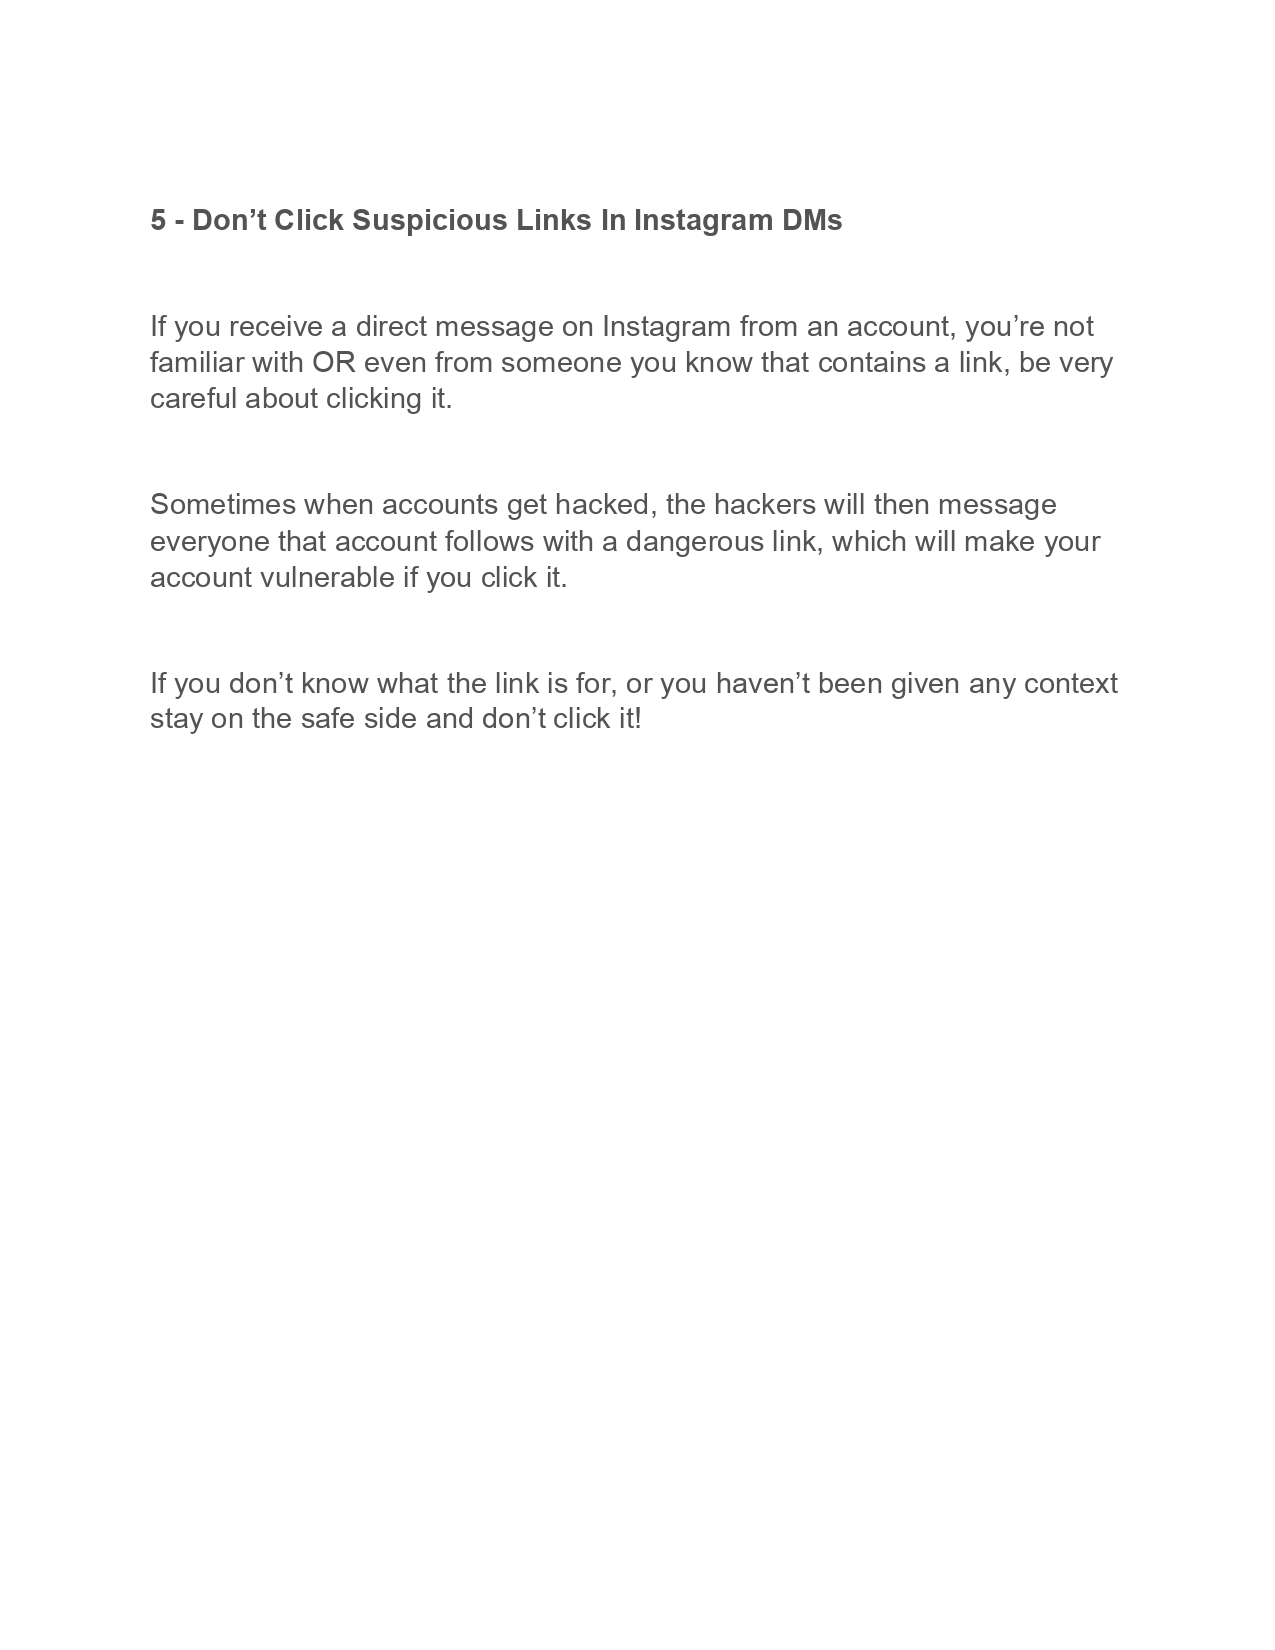 5 - Don’t Click Suspicious Links In Instagram DMs
If you receive a direct message on Instagram from an account, you’re not
familiar with OR even from someone you know that contains a link, be very
careful about clicking it.
Sometimes when accounts get hacked, the hackers will then message
everyone that account follows with a dangerous link, which will make your
account vulnerable if you click it.
If you don’t know what the link is for, or you haven’t been given any context
stay on the safe side and don’t click it!